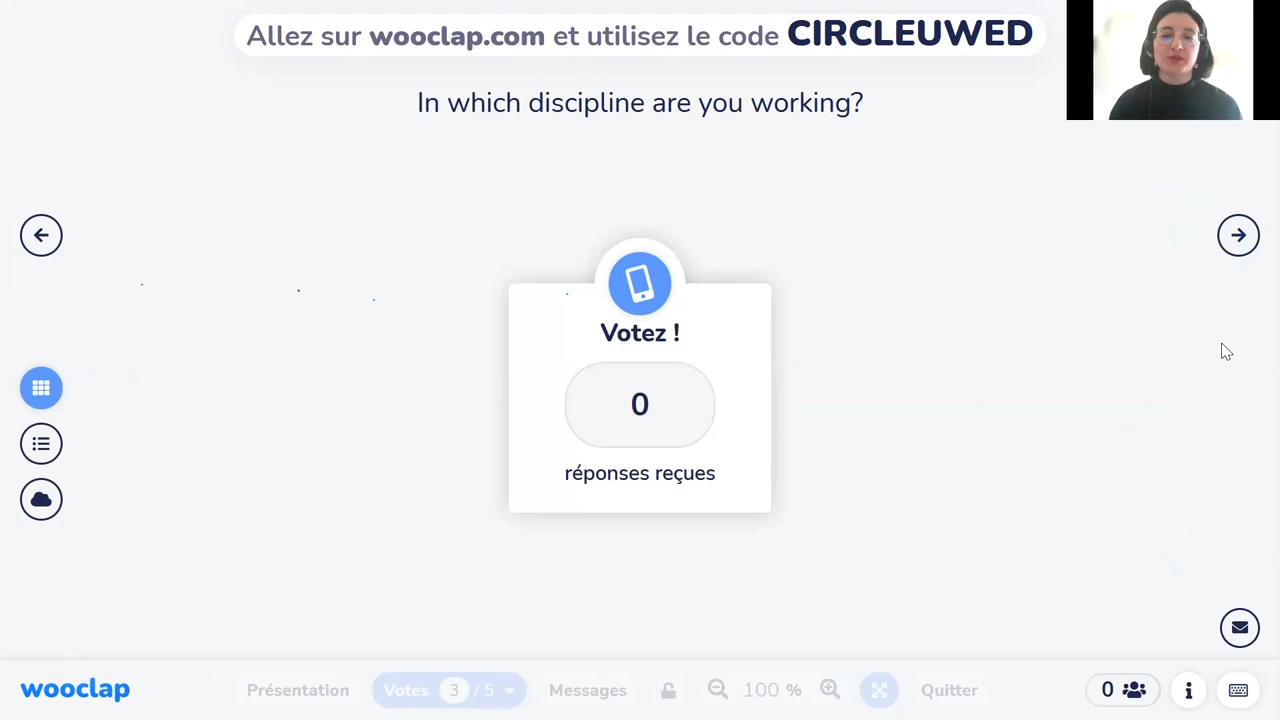 Allez sur wooclap.com et utilisez le code CIRCLEUWED
In which discipline are you working?
Votez !
0
réponses reçues
wooclap
Présentation
Votes 3 / 5
Messages
100 %
Quitter
0